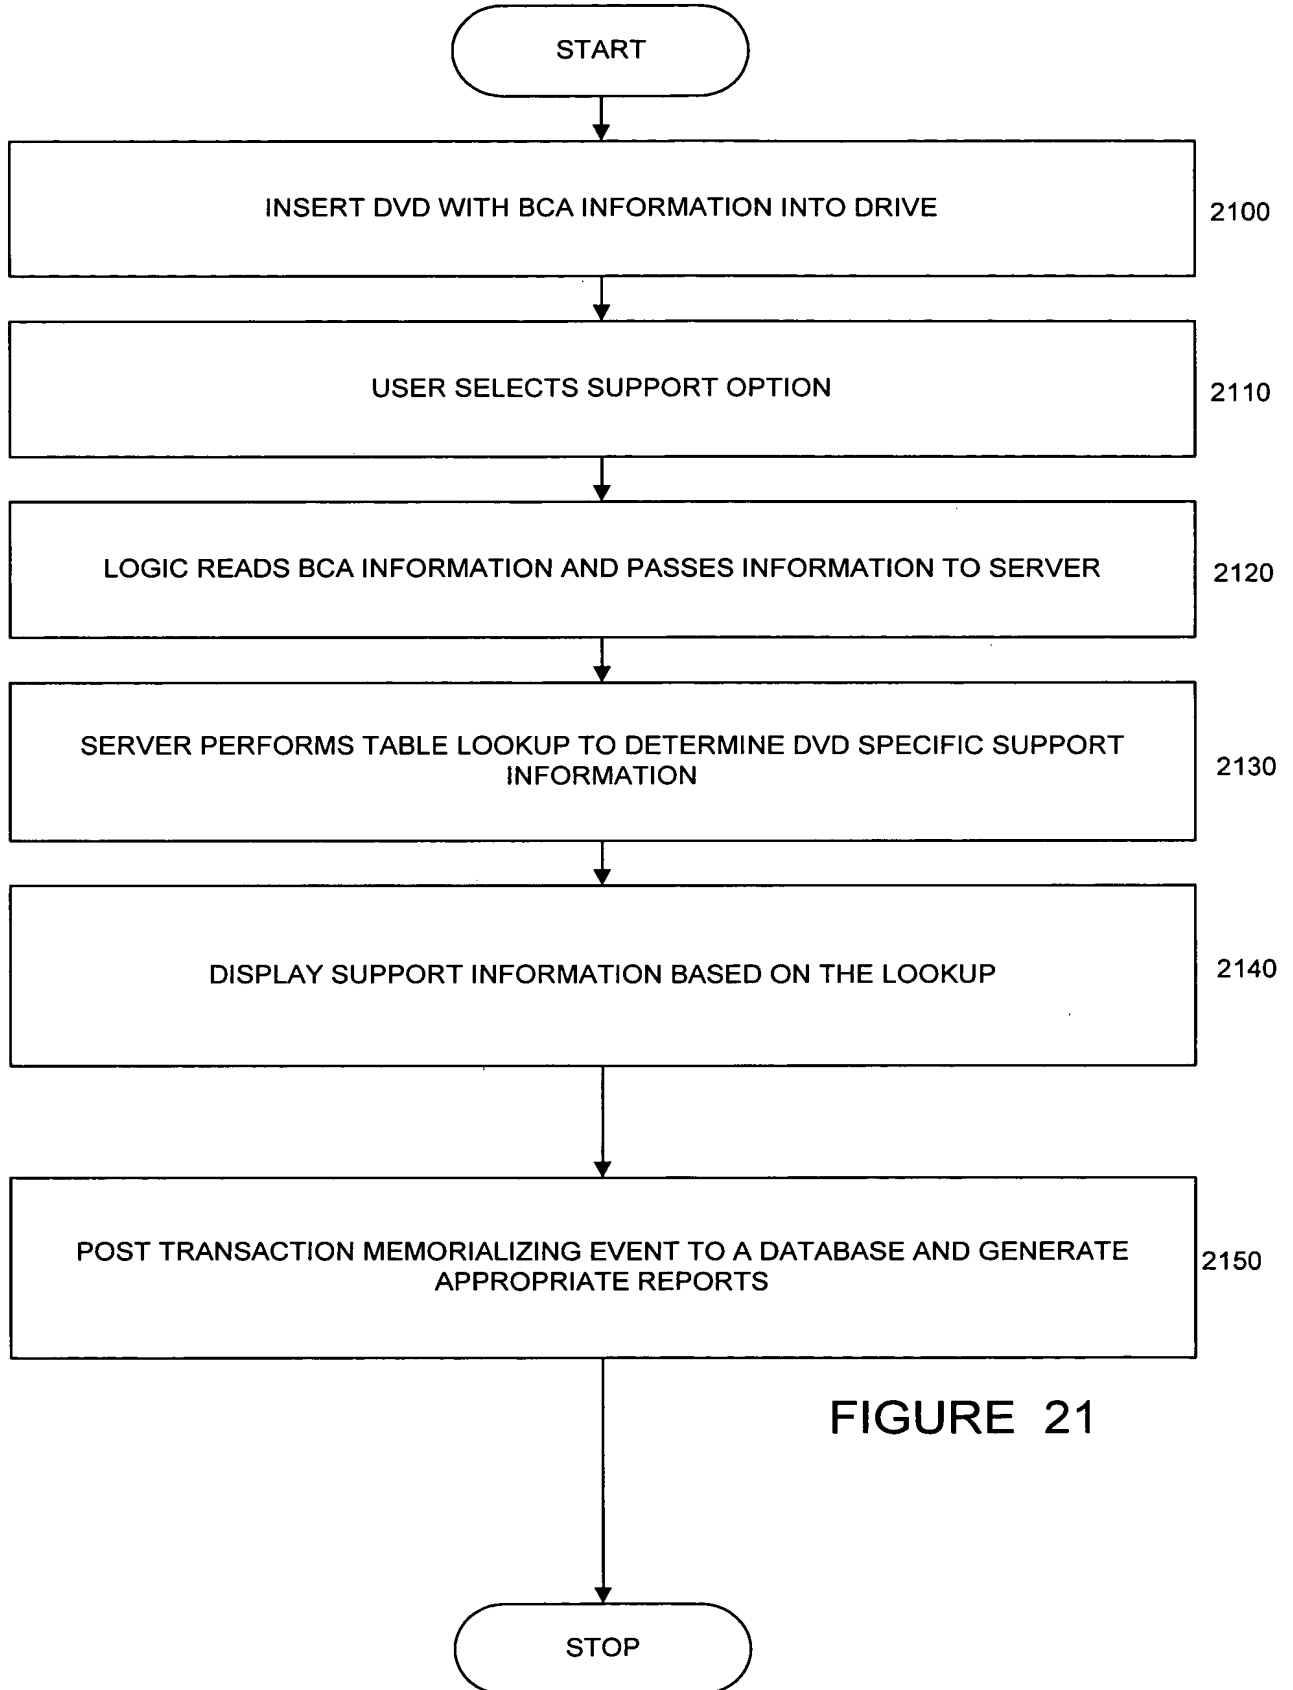 START
INSERT DVD WITH BCA INFORMATION INTO DRIVE
2100
USER SELECTS SUPPORT OPTION
2110
LOGIC READS BCA INFORMATION AND PASSES INFORMATION TO SERVER
2120
SERVER PERFORMS TABLE LOOKUP TO DETERMINE DVD SPECIFIC SUPPORT
INFORMATION
2130
DISPLAY SUPPORT INFORMATION BASED ON THE LOOKUP
2140
POST TRANSACTION MEMORIALIZING EVENT TO A DATABASE AND GENERATE
APPROPRIATE REPORTS
2150
FIGURE 21
STOP